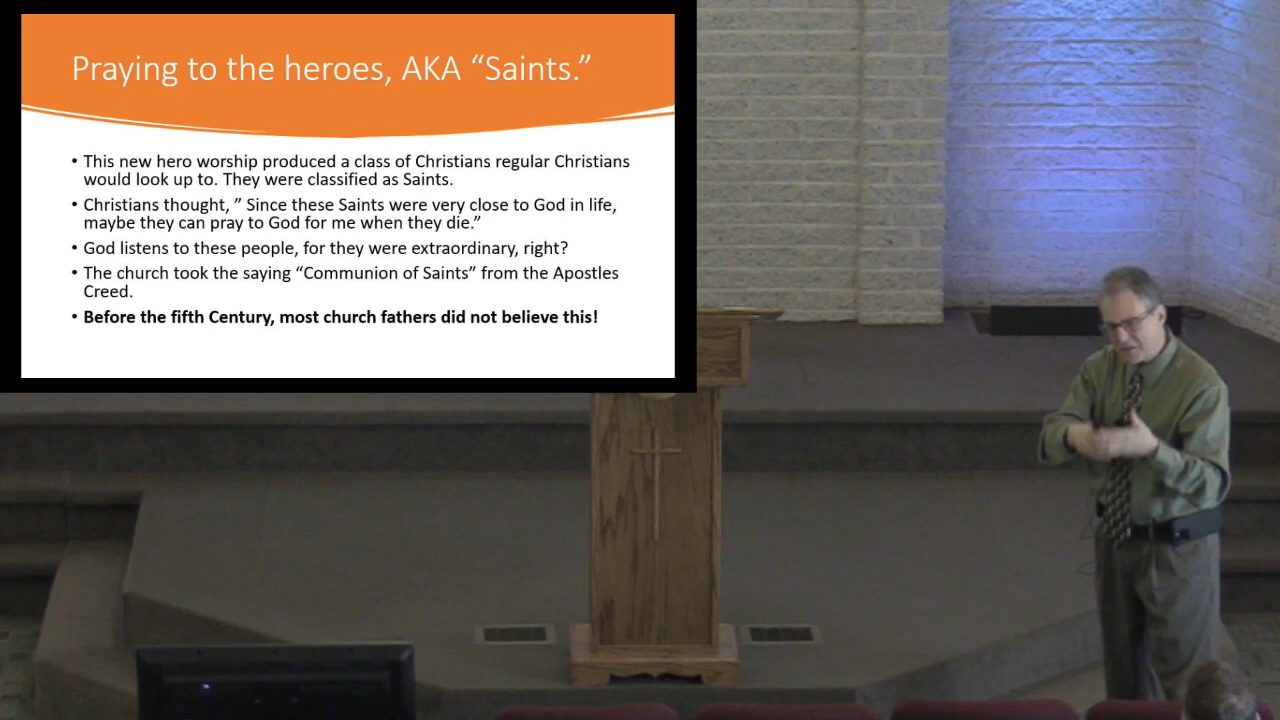 Praying to the heroes, AKA “Saints.”
• This new hero worship produced a class of Christians regular Christians
would look up to. They were classified as Saints.
• Christians thought, ” Since these Saints were very close to God in life,
maybe they can pray to God for me when they die.”
• God listens to these people, for they were extraordinary, right?
• The church took the saying “Communion of Saints” from the Apostles
Creed.
• Before the fifth Century, most church fathers did not believe this!